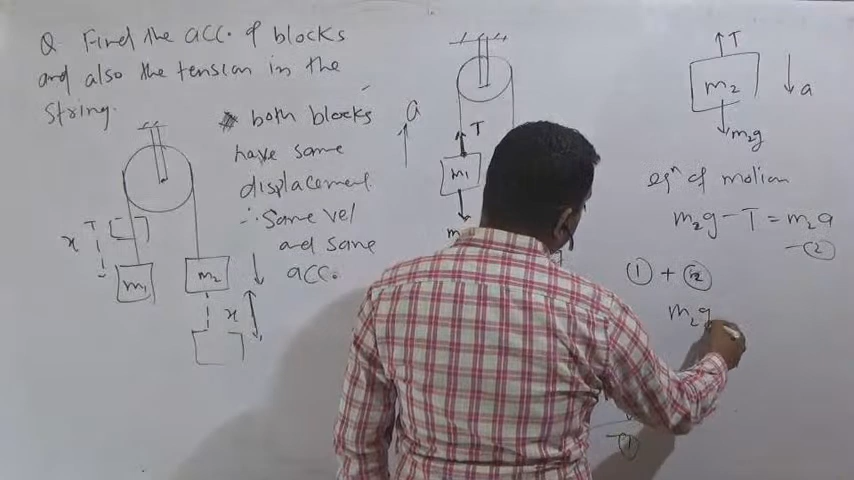 Q Find the acc. of blocks
and also the tension in the
string.
* both blocks
have same
displacement.
∴ Same vel
and same
acc.
x
m₁
m₂
x
a
T
m₁
T
m₂
a
m₂g
eqⁿ of motion
m₂g - T = m₂a
-②
① + ②
m₂g
①